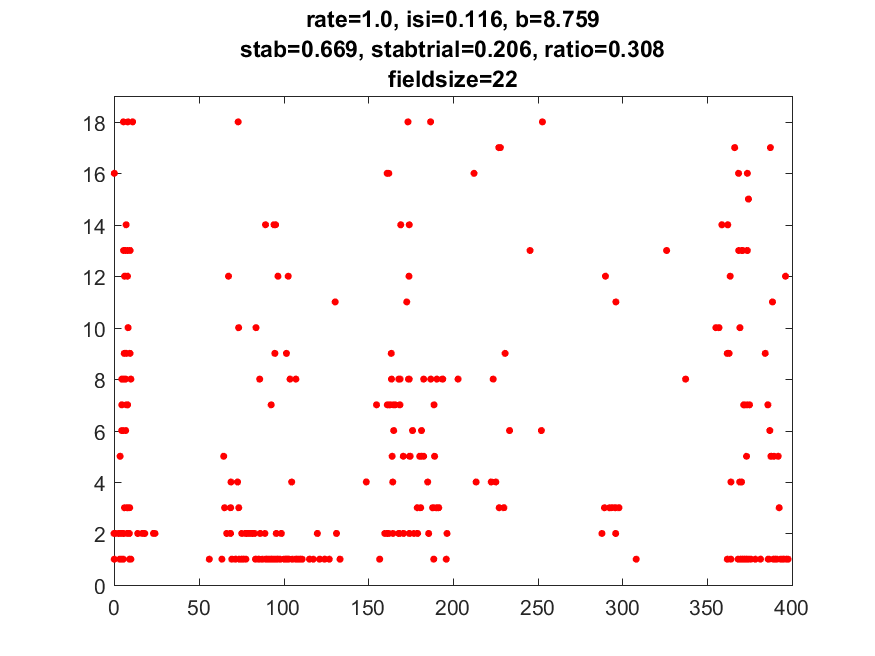 rate=1.0, isi=0.116, b=8.759
stab=0.669, stabtrial=0.206, ratio=0.308
fieldsize=22
18
16
14
12
10
8
6
4
2
0
0 50 100 150 200 250 300 350 400